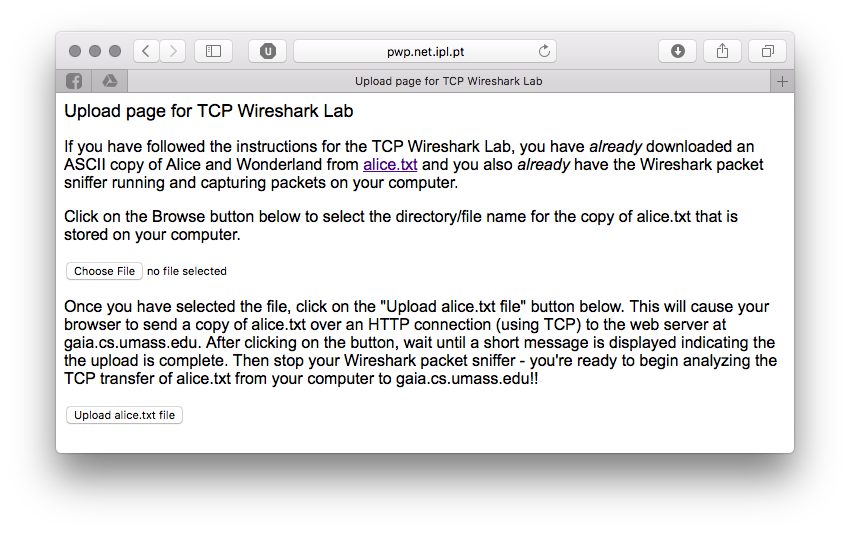 pwp.net.ipl.pt
Upload page for TCP Wireshark Lab
Upload page for TCP Wireshark Lab
If you have followed the instructions for the TCP Wireshark Lab, you have already downloaded an
ASCII copy of Alice and Wonderland from alice.txt and you also already have the Wireshark packet
sniffer running and capturing packets on your computer.
Click on the Browse button below to select the directory/file name for the copy of alice.txt that is
stored on your computer.
Choose File no file selected
Once you have selected the file, click on the "Upload alice.txt file" button below. This will cause your
browser to send a copy of alice.txt over an HTTP connection (using TCP) to the web server at
gaia.cs.umass.edu. After clicking on the button, wait until a short message is displayed indicating the
the upload is complete. Then stop your Wireshark packet sniffer - you're ready to begin analyzing the
TCP transfer of alice.txt from your computer to gaia.cs.umass.edu!!
Upload alice.txt file